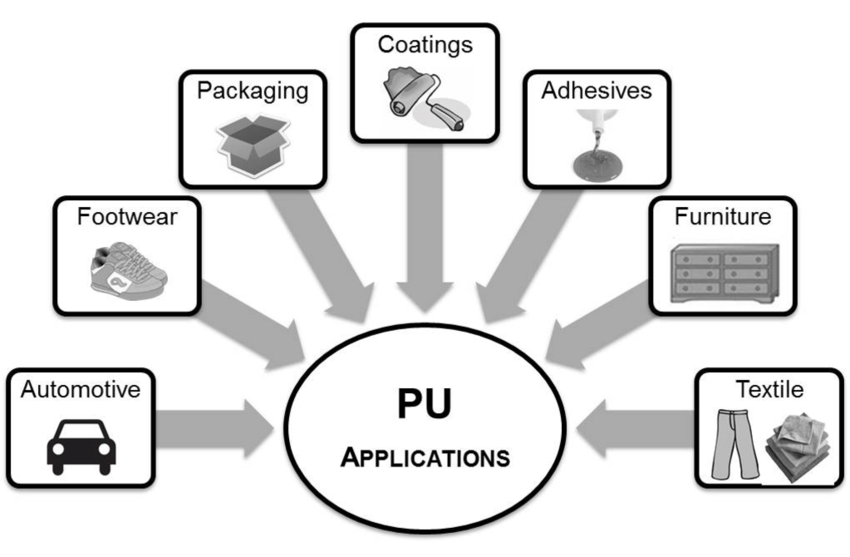 Coatings
Packaging
Adhesives
Footwear
Furniture
Automotive
Textile
PU
APPLICATIONS